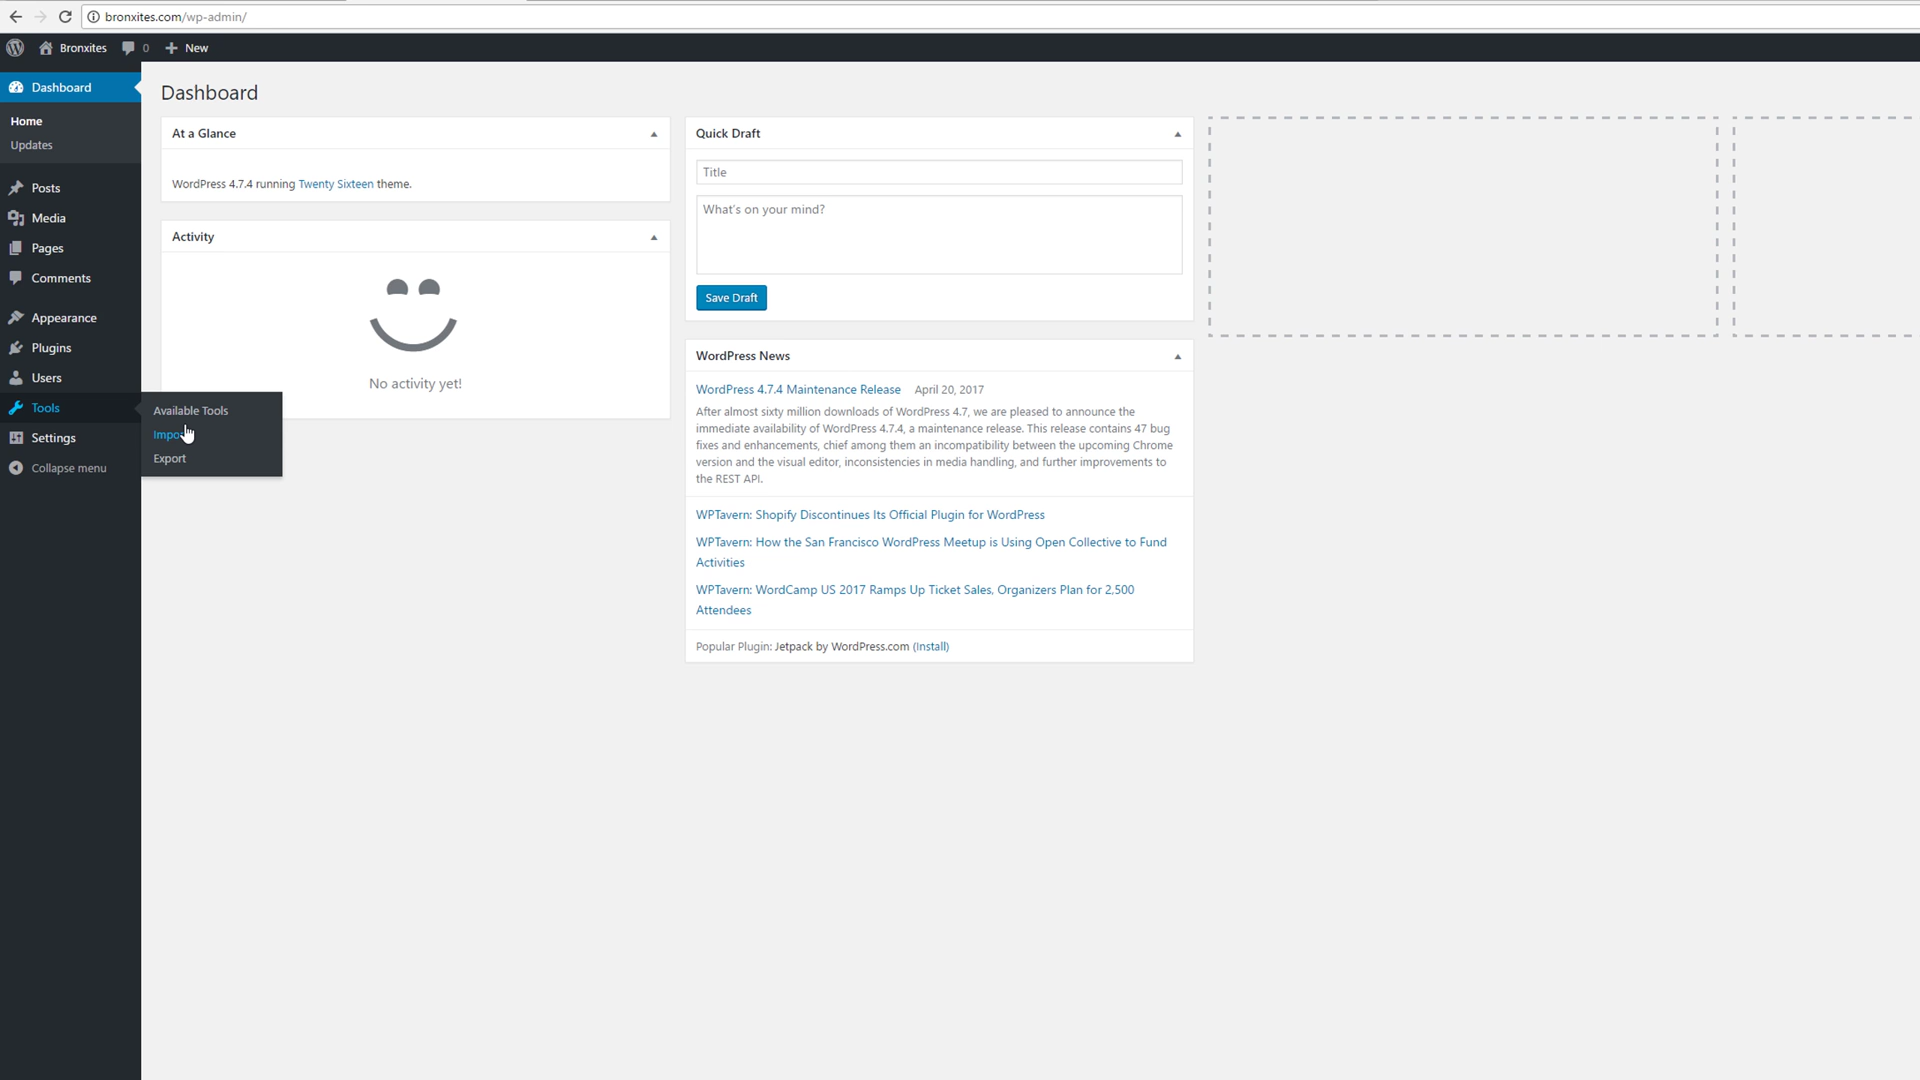 bronxites.com/wp-admin/
Bronxites 0 New
Dashboard
Home
Updates
Posts
Media
Pages
Comments
Appearance
Plugins
Users
Tools
Settings
Collapse menu
Available Tools
Export
Dashboard
At a Glance
WordPress 4.7.4 running Twenty Sixteen theme.
Activity
No activity yet!
Quick Draft
Title
What's on your mind?
Save Draft
WordPress News
WordPress 4.7.4 Maintenance Release April 20, 2017
After almost sixty million downloads of WordPress 4.7, we are pleased to announce the
immediate availability of WordPress 4.7.4, a maintenance release. This release contains 47 bug
fixes and enhancements, chief among them an incompatibility between the upcoming Chrome
version and the visual editor, inconsistencies in media handling, and further improvements to
the REST API.
WPTavern: Shopify Discontinues Its Official Plugin for WordPress
WPTavern: How the San Francisco WordPress Meetup is Using Open Collective to Fund
Activities
WPTavern: WordCamp US 2017 Ramps Up Ticket Sales, Organizers Plan for 2,500
Attendees
Popular Plugin: Jetpack by WordPress.com (Install)